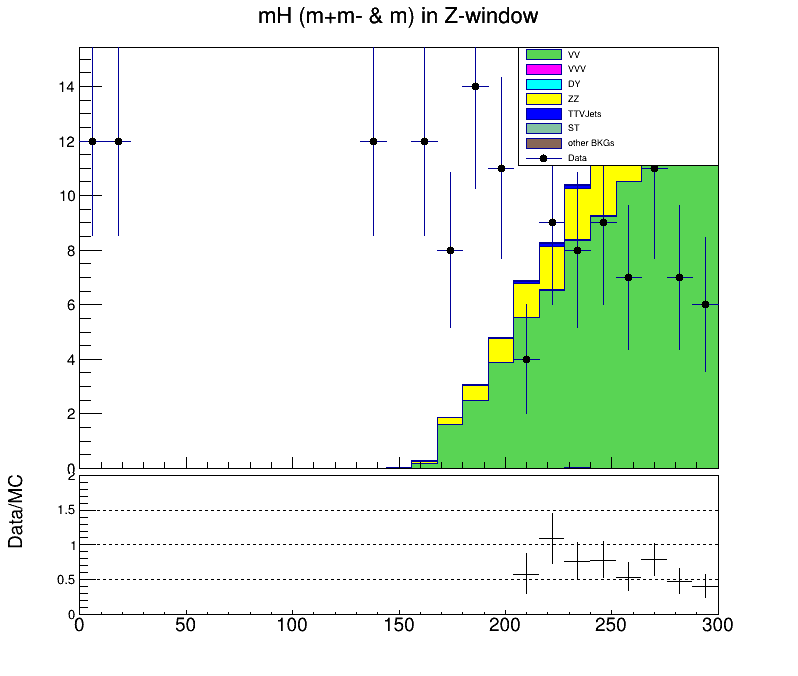 mH (m+m- & m) in Z-window
VV
VVV
DY
ZZ
TTVJets
ST
other BKGs
Data
14
12
10
8
6
4
2
0
Data/MC
2
1.5
1
0.5
0
0 50 100 150 200 250 300